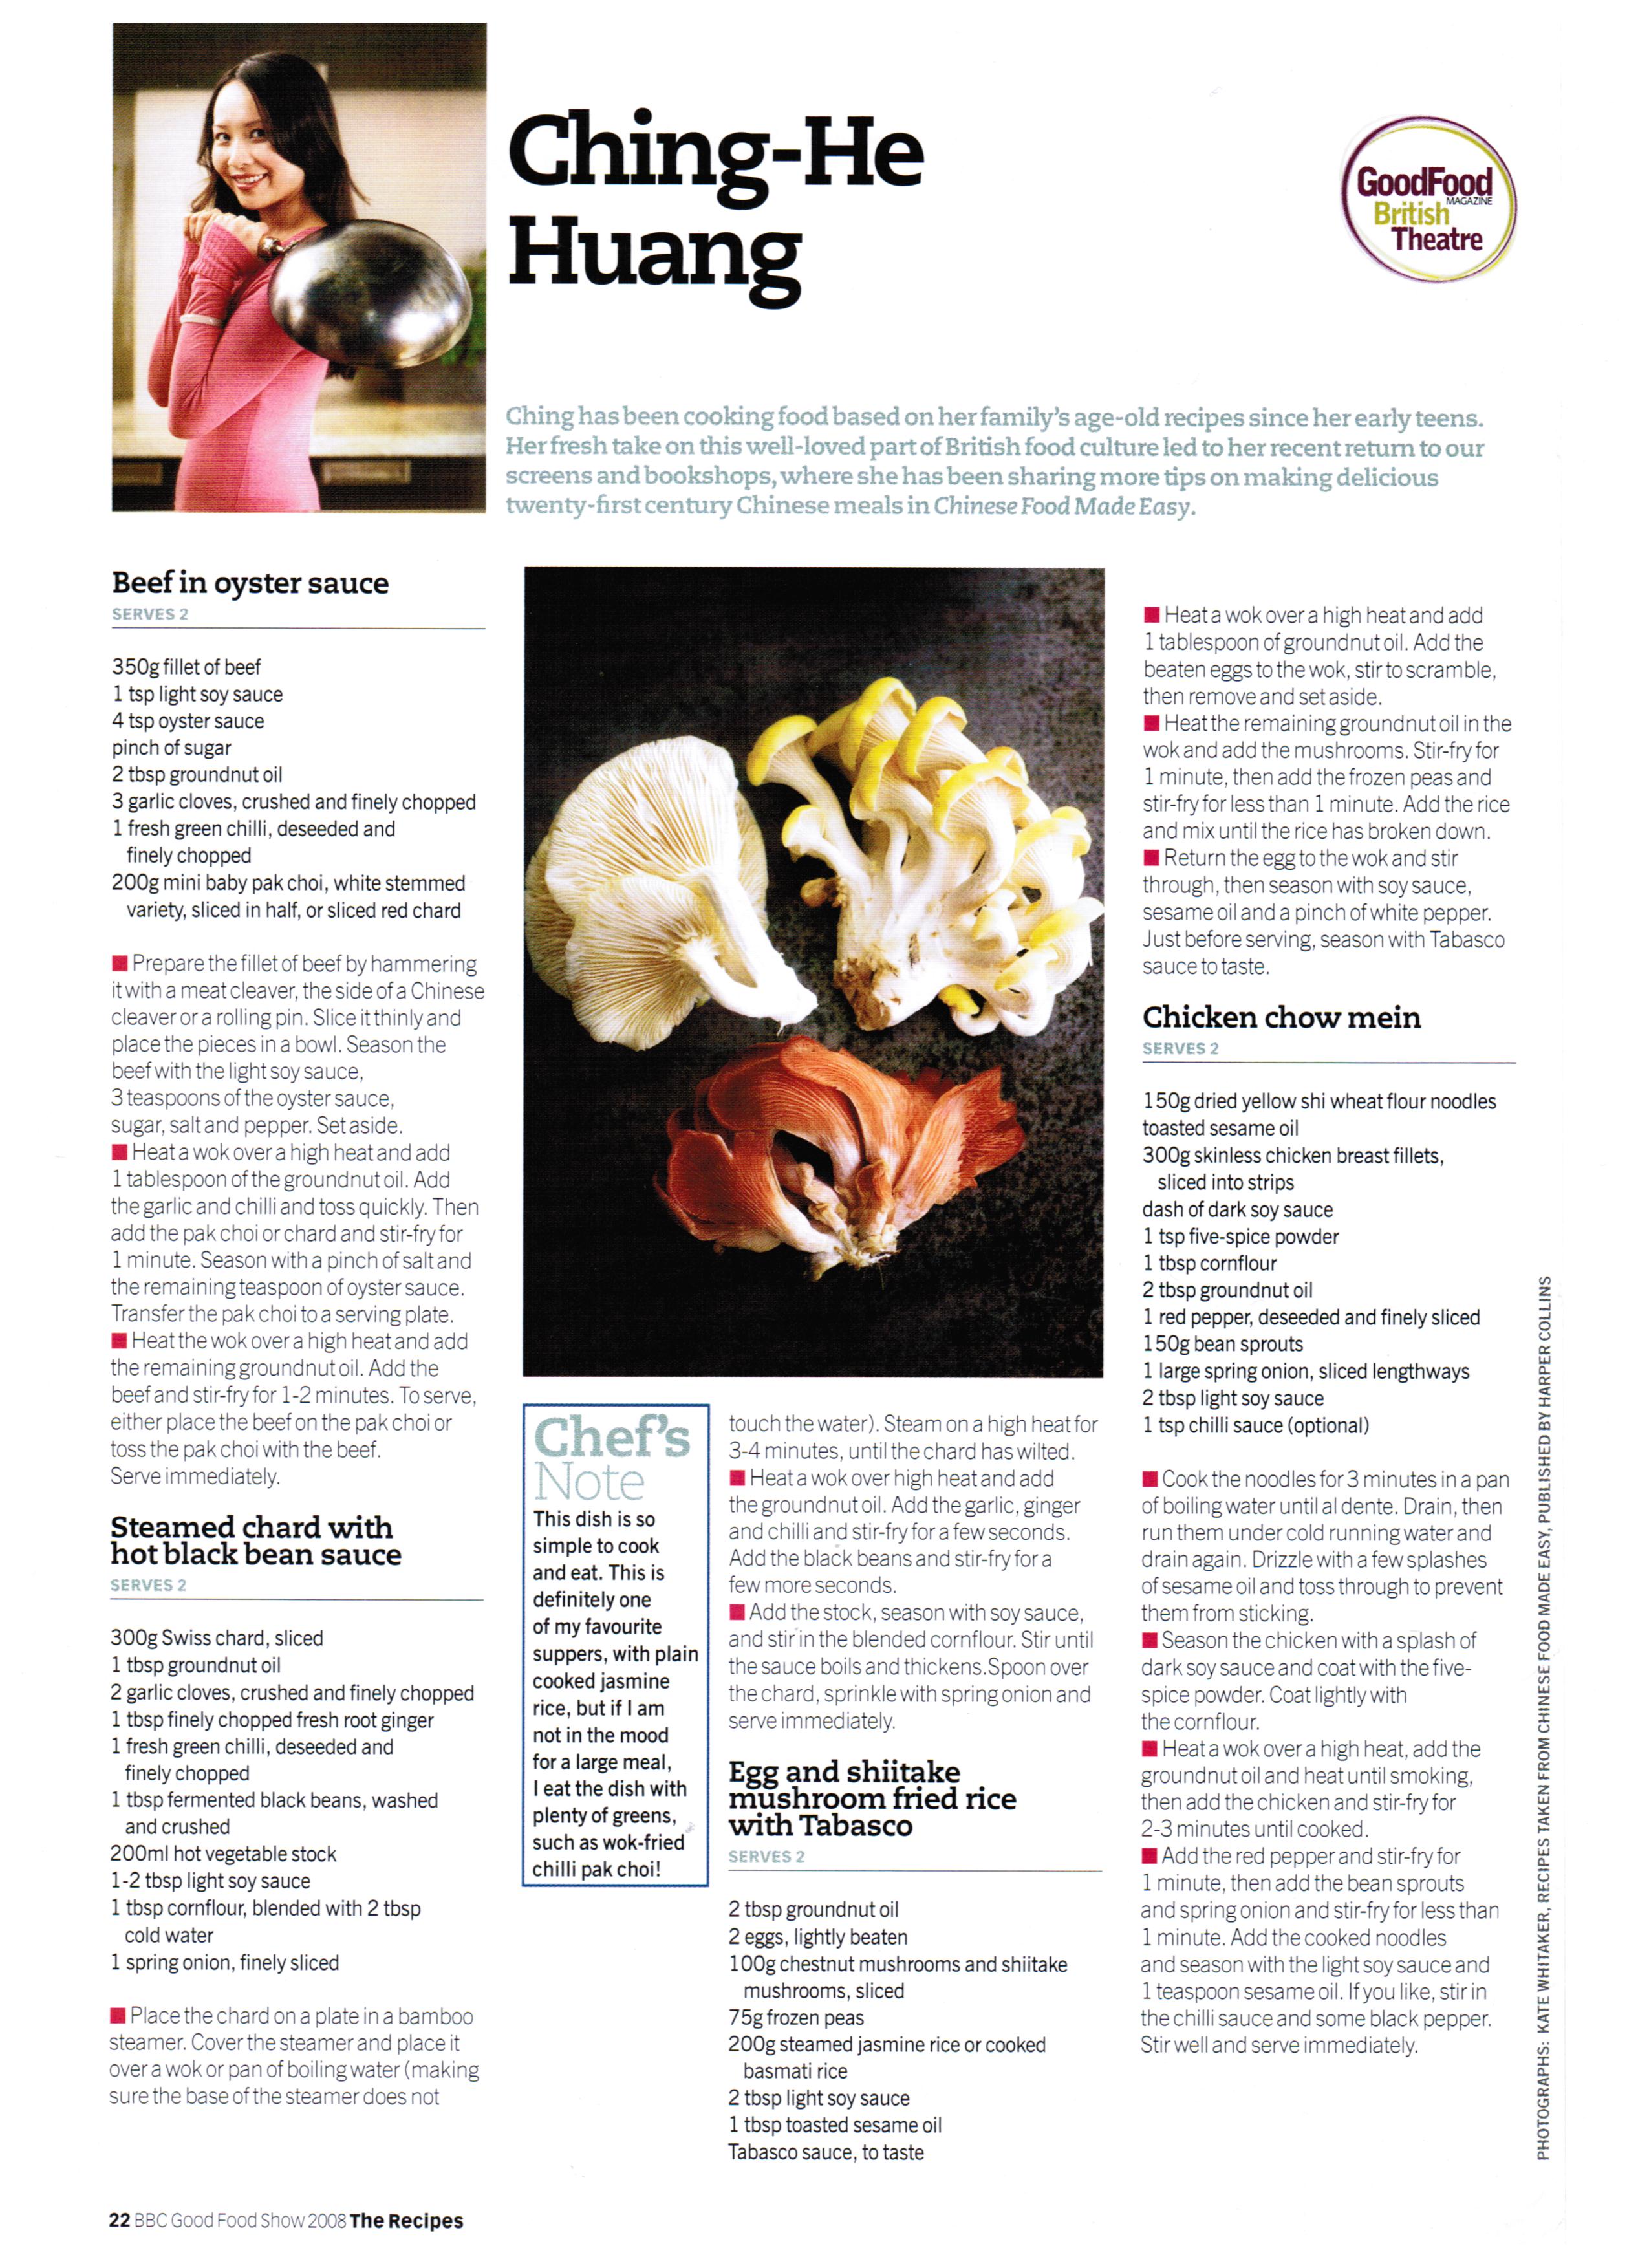 Ching-He
Huang
GoodFood
MAGAZINE
British
Theatre
Ching has been cooking food based on her family's age-old recipes since her early teens.
Her fresh take on this well-loved part of British food culture led to her recent return to our
screens and bookshops, where she has been sharing more tips on making delicious
twenty-first century Chinese meals in Chinese Food Made Easy.
Beef in oyster sauce
SERVES 2
350g fillet of beef
1 tsp light soy sauce
4 tsp oyster sauce
pinch of sugar
2 tbsp groundnut oil
3 garlic cloves, crushed and finely chopped
1 fresh green chilli, deseeded and
finely chopped
200g mini baby pak choi, white stemmed
variety, sliced in half, or sliced red chard
■ Prepare the fillet of beef by hammering
it with a meat cleaver, the side of a Chinese
cleaver or a rolling pin. Slice it thinly and
place the pieces in a bowl. Season the
beef with the light soy sauce,
3 teaspoons of the oyster sauce,
sugar, salt and pepper. Set aside.
■ Heat a wok over a high heat and add
1 tablespoon of the groundnut oil. Add
the garlic and chilli and toss quickly. Then
add the pak choi or chard and stir-fry for
1 minute. Season with a pinch of salt and
the remaining teaspoon of oyster sauce.
Transfer the pak choi to a serving plate.
■ Heat the wok over a high heat and add
the remaining groundnut oil. Add the
beef and stir-fry for 1-2 minutes. To serve,
either place the beef on the pak choi or
toss the pak choi with the beef.
Serve immediately.
Steamed chard with
hot black bean sauce
SERVES 2
300g Swiss chard, sliced
1 tbsp groundnut oil
2 garlic cloves, crushed and finely chopped
1 tbsp finely chopped fresh root ginger
1 fresh green chilli, deseeded and
finely chopped
1 tbsp fermented black beans, washed
and crushed
200ml hot vegetable stock
1-2 tbsp light soy sauce
1 tbsp cornflour, blended with 2 tbsp
cold water
1 spring onion, finely sliced
■ Place the chard on a plate in a bamboo
steamer. Cover the steamer and place it
over a wok or pan of boiling water (making
sure the base of the steamer does not
Chef's
Note
This dish is so
simple to cook
and eat. This is
definitely one
of my favourite
suppers, with plain
cooked jasmine
rice, but if I am
not in the mood
for a large meal,
I eat the dish with
plenty of greens,
such as wok-fried
chilli pak choi!
touch the water). Steam on a high heat for
3-4 minutes, until the chard has wilted.
■ Heat a wok over high heat and add
the groundnut oil. Add the garlic, ginger
and chilli and stir-fry for a few seconds.
Add the black beans and stir-fry for a
few more seconds.
■ Add the stock, season with soy sauce,
and stir in the blended cornflour. Stir until
the sauce boils and thickens.Spoon over
the chard, sprinkle with spring onion and
serve immediately.
Egg and shiitake
mushroom fried rice
with Tabasco
SERVES 2
2 tbsp groundnut oil
2 eggs, lightly beaten
100g chestnut mushrooms and shiitake
mushrooms, sliced
75g frozen peas
200g steamed jasmine rice or cooked
basmati rice
2 tbsp light soy sauce
1 tbsp toasted sesame oil
Tabasco sauce, to taste
■ Heat a wok over a high heat and add
1 tablespoon of groundnut oil. Add the
beaten eggs to the wok, stir to scramble,
then remove and set aside.
■ Heat the remaining groundnut oil in the
wok and add the mushrooms. Stir-fry for
1 minute, then add the frozen peas and
stir-fry for less than 1 minute. Add the rice
and mix until the rice has broken down.
■ Return the egg to the wok and stir
through, then season with soy sauce,
sesame oil and a pinch of white pepper.
Just before serving, season with Tabasco
sauce to taste.
Chicken chow mein
SERVES 2
150g dried yellow shi wheat flour noodles
toasted sesame oil
300g skinless chicken breast fillets,
sliced into strips
dash of dark soy sauce
1 tsp five-spice powder
1 tbsp cornflour
2 tbsp groundnut oil
1 red pepper, deseeded and finely sliced
150g bean sprouts
1 large spring onion, sliced lengthways
2 tbsp light soy sauce
1 tsp chilli sauce (optional)
■ Cook the noodles for 3 minutes in a pan
of boiling water until al dente. Drain, then
run them under cold running water and
drain again. Drizzle with a few splashes
of sesame oil and toss through to prevent
them from sticking.
■ Season the chicken with a splash of
dark soy sauce and coat with the five-
spice powder. Coat lightly with
the cornflour.
■ Heat a wok over a high heat, add the
groundnut oil and heat until smoking,
then add the chicken and stir-fry for
2-3 minutes until cooked.
■ Add the red pepper and stir-fry for
1 minute, then add the bean sprouts
and spring onion and stir-fry for less than
1 minute. Add the cooked noodles
and season with the light soy sauce and
1 teaspoon sesame oil. If you like, stir in
the chilli sauce and some black pepper.
Stir well and serve immediately.
PHOTOGRAPHS: KATE WHITAKER, RECIPES TAKEN FROM CHINESE FOOD MADE EASY, PUBLISHED BY HARPER COLLINS
22 BBC Good Food Show 2008 The Recipes